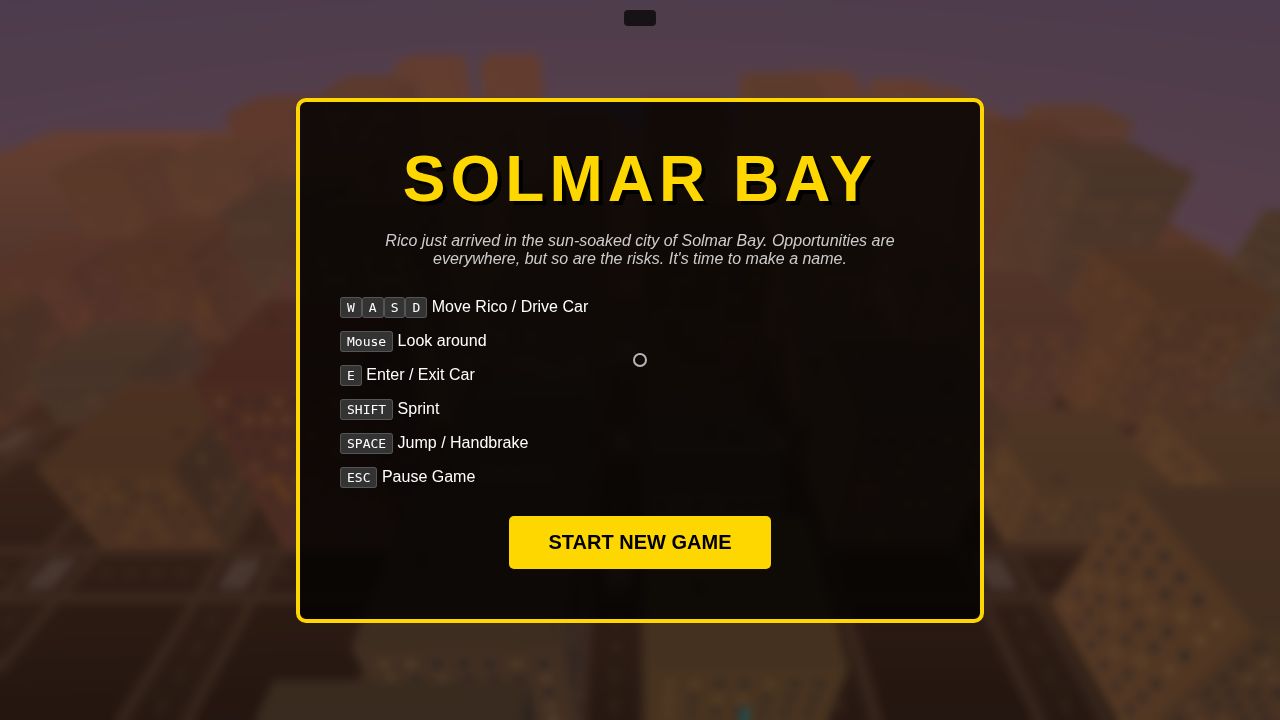 SOLMAR BAY
Rico just arrived in the sun-soaked city of Solmar Bay. Opportunities are
everywhere, but so are the risks. It's time to make a name.
W A S D Move Rico / Drive Car
Mouse Look around
E Enter / Exit Car
SHIFT Sprint
SPACE Jump / Handbrake
ESC Pause Game
START NEW GAME